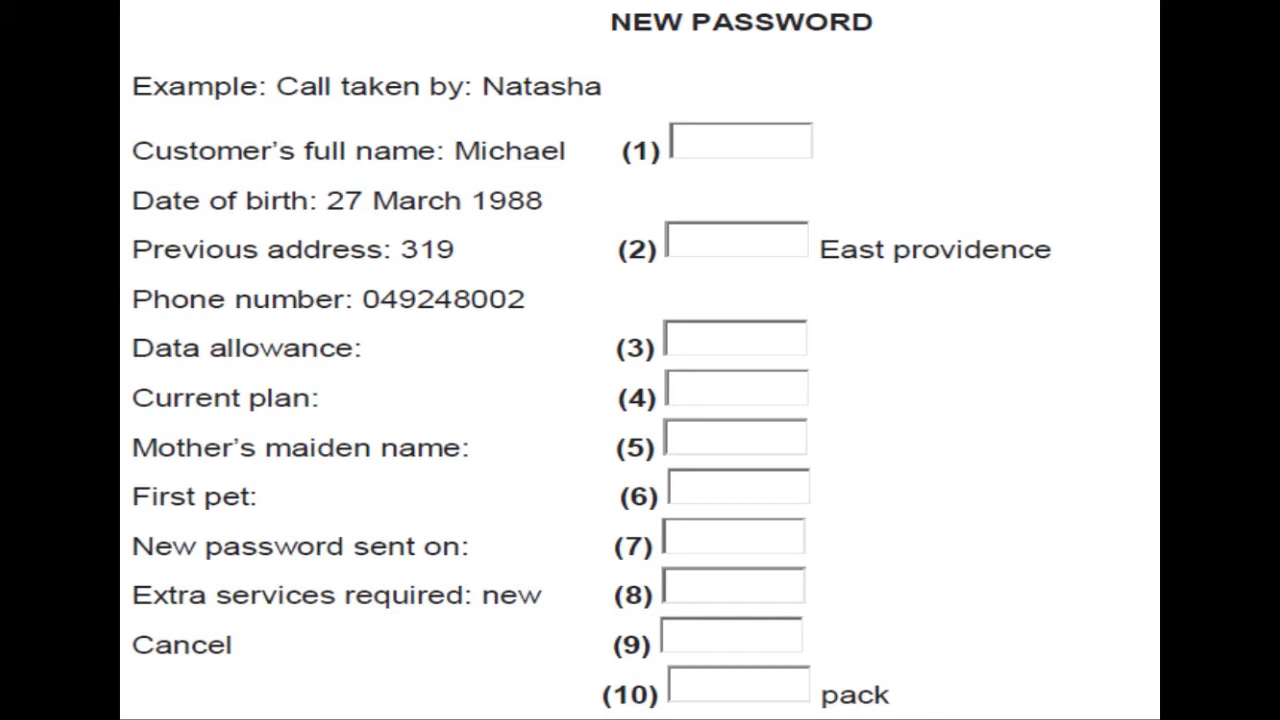 NEW PASSWORD
Example: Call taken by: Natasha
Customer's full name: Michael (1)
Date of birth: 27 March 1988
Previous address: 319 (2) East providence
Phone number: 049248002
Data allowance: (3)
Current plan: (4)
Mother's maiden name: (5)
First pet: (6)
New password sent on: (7)
Extra services required: new (8)
Cancel (9)
(10) pack